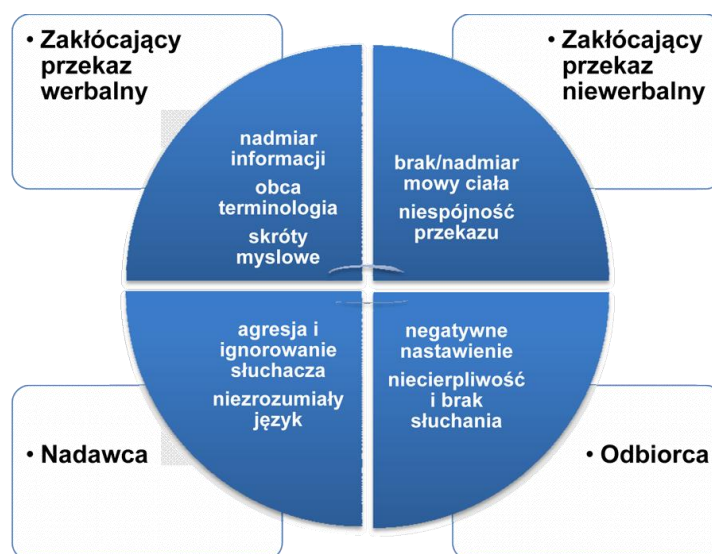 • Zakłócający
przekaz
werbalny
• Zakłócający
przekaz
niewerbalny
nadmiar
informacji
obca
terminologia
skróty
myslowe
brak/nadmiar
mowy ciała
niespójność
przekazu
agresja i
ignorowanie
słuchacza
niezrozumiały
język
negatywne
nastawienie
niecierpliwość
i brak
słuchania
• Nadawca
• Odbiorca